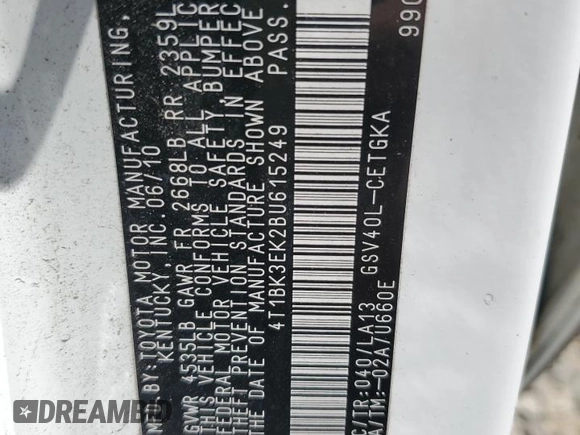 MFD. BY: TOYOTA MOTOR MANUFACTURING,
KENTUCKY, INC. 06/10
GVWR 4535LB GAWR FR 2668LB RR 2359L
THIS VEHICLE CONFORMS TO ALL APPLIC
FEDERAL MOTOR VEHICLE SAFETY, BUMPER
THEFT PREVENTION STANDARDS IN EFFEC
THE DATE OF MANUFACTURE SHOWN ABOVE
4T1BK3EK2BU615249 PASS.
C/TR:040/LA13 GSV40L-CETGKA
A/TM:-02A/U660E
990
DREAMBID